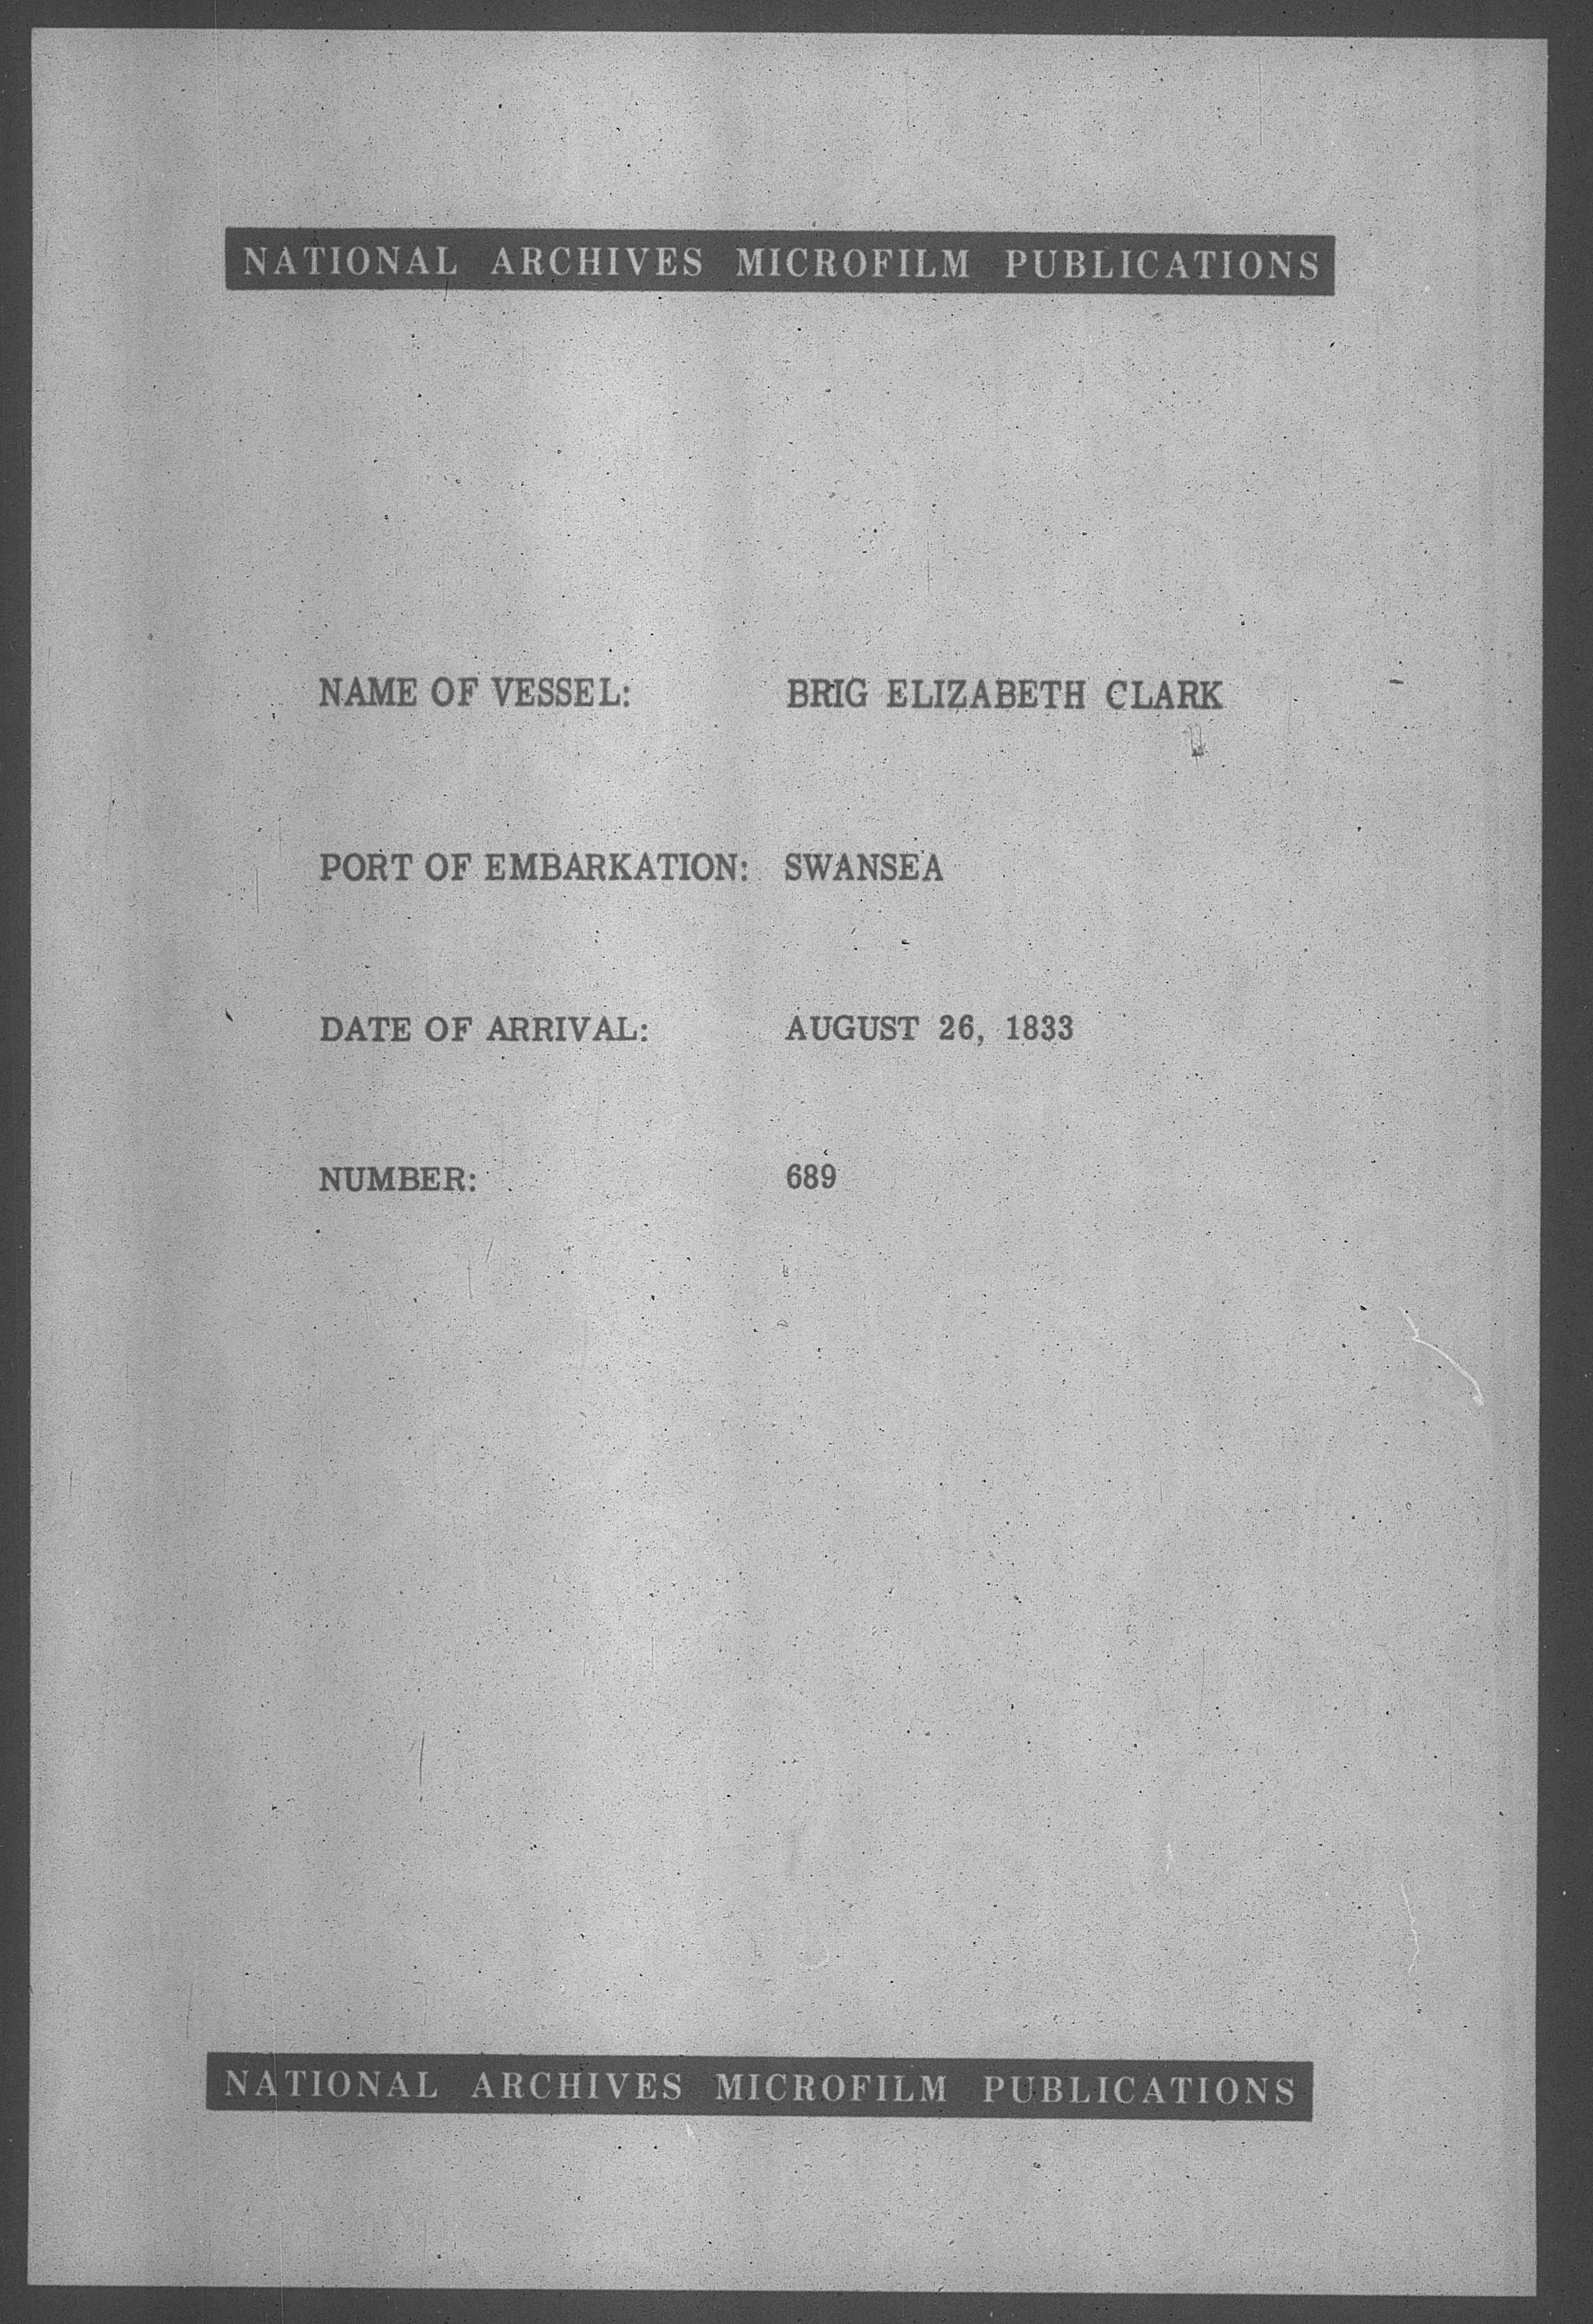 NATIONAL ARCHIVES MICROFILM PUBLICATIONS
NAME OF VESSEL: BRIG ELIZABETH CLARK
PORT OF EMBARKATION: SWANSEA
DATE OF ARRIVAL: AUGUST 26, 1833
NUMBER: 689
NATIONAL ARCHIVES MICROFILM PUBLICATIONS